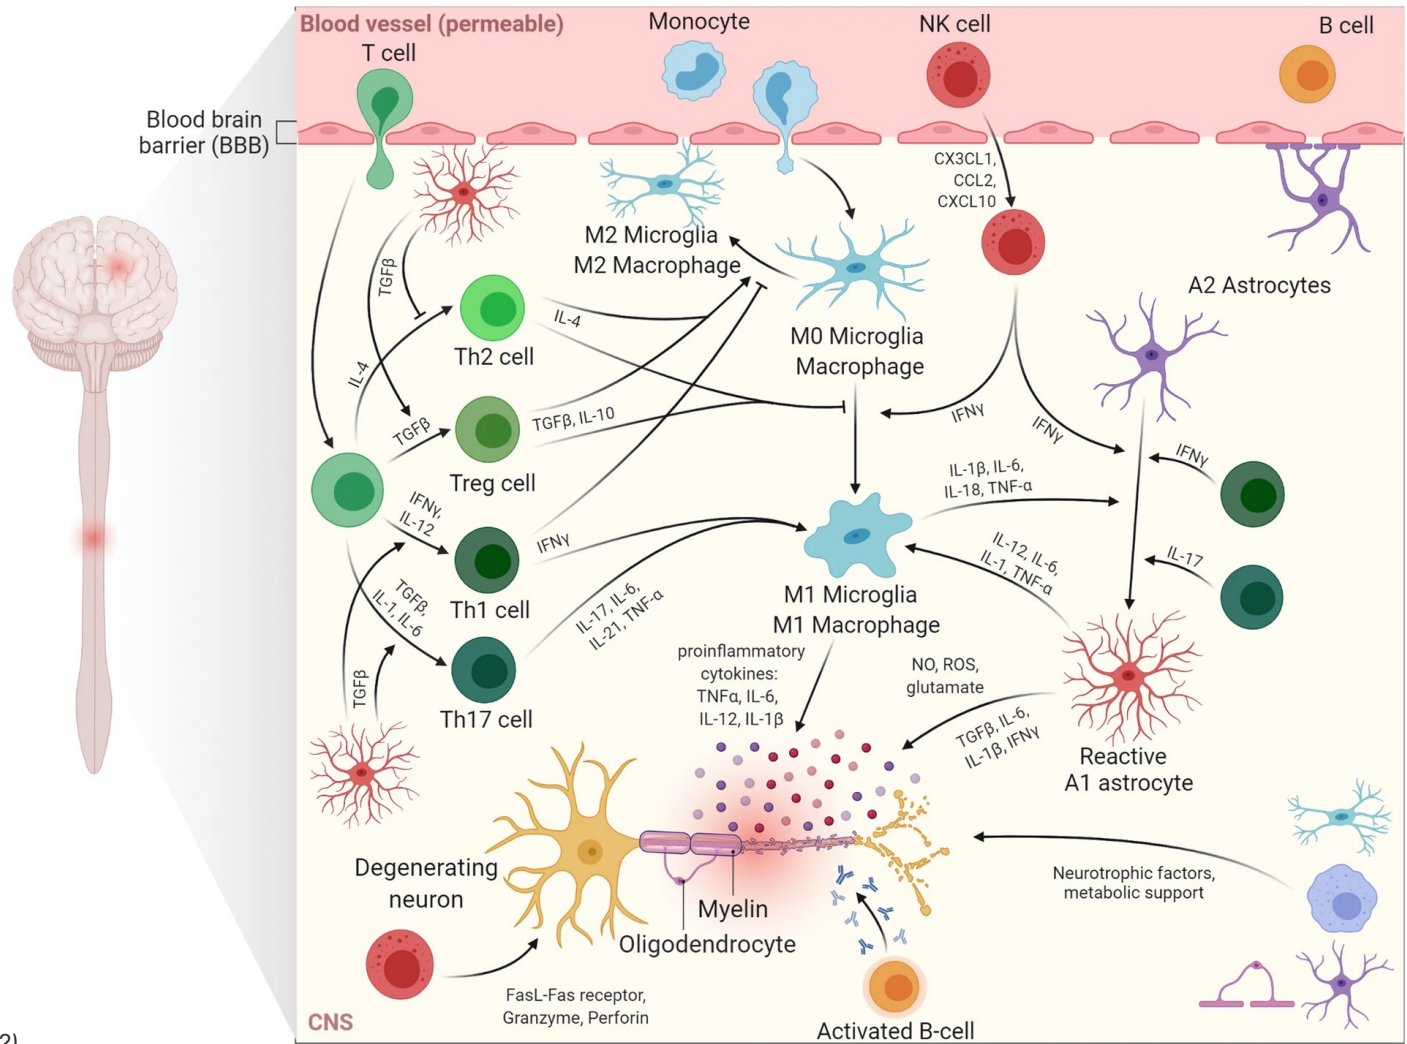 Blood vessel (permeable)
T cell
Monocyte
NK cell
B cell
Blood brain
barrier (BBB)
CX3CL1,
CCL2,
CXCL10
M2 Microglia
M2 Macrophage
TGFβ
A2 Astrocytes
IL-4
Th2 cell
IL-4
M0 Microglia
Macrophage
TGFβ
TGFβ, IL-10
Treg cell
IFNγ
IFNγ
IFNγ
IL-1β, IL-6,
IL-18, TNF-α
IFNγ,
IL-12
IFNγ
Th1 cell
IL-12, IL-6,
IL-1, TNF-α
IL-17
TGFβ,
IL-1, IL-6
IL-17, IL-6,
IL-21, TNF-α
M1 Microglia
M1 Macrophage
TGFβ
Th17 cell
proinflammatory
cytokines:
TNFα, IL-6,
IL-12, IL-1β
NO, ROS,
glutamate
TGFβ, IL-6,
IL-1β, IFNγ
Reactive
A1 astrocyte
Degenerating
neuron
Myelin
Oligodendrocyte
Neurotrophic factors,
metabolic support
FasL-Fas receptor,
Granzyme, Perforin
Activated B-cell
CNS
2)